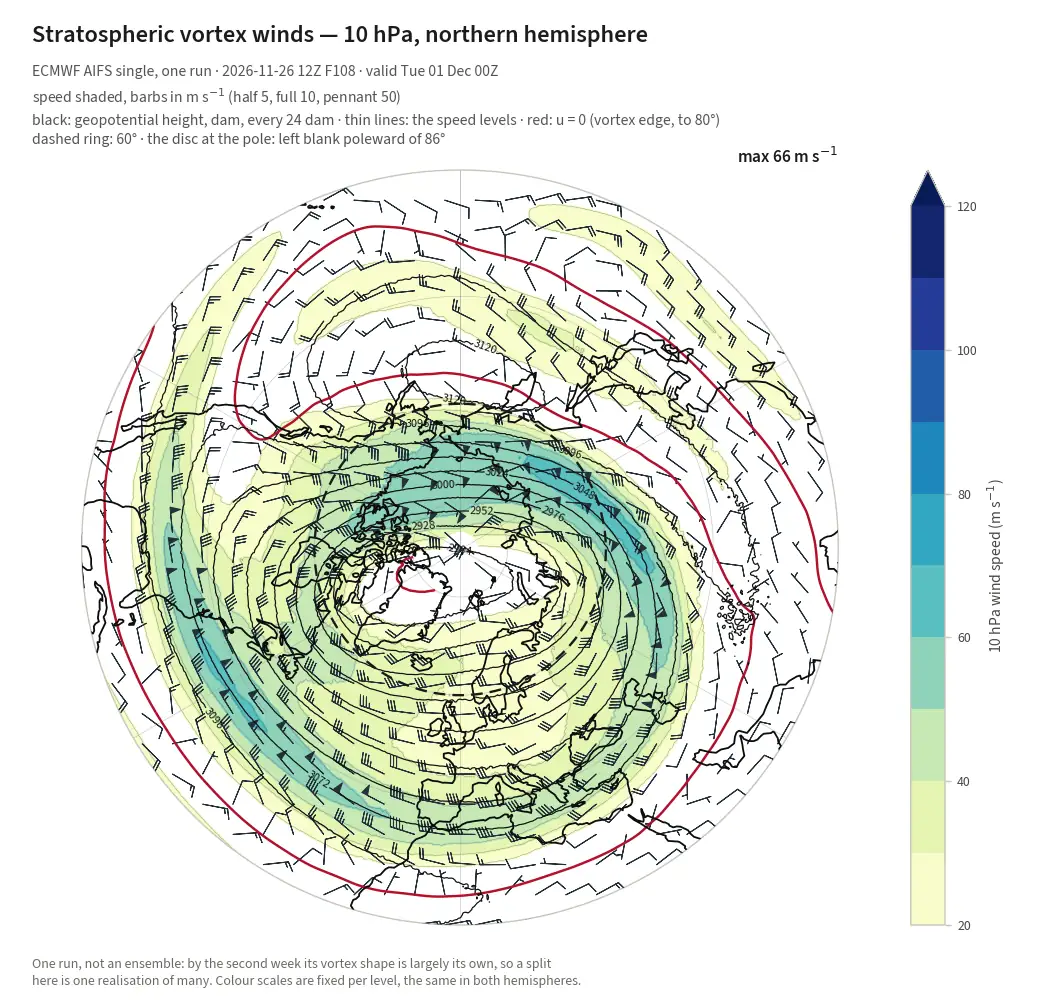 Stratospheric vortex winds — 10 hPa, northern hemisphere
ECMWF AIFS single, one run · 2026-11-26 12Z F108 · valid Tue 01 Dec 00Z
speed shaded, barbs in m s⁻¹ (half 5, full 10, pennant 50)
black: geopotential height, dam, every 24 dam · thin lines: the speed levels · red: u = 0 (vortex edge, to 80°)
dashed ring: 60° · the disc at the pole: left blank poleward of 86°
max 66 m s⁻¹
3120
3096
3000
2952
2976
2928
3048
3096
3072
120
100
80
60
40
20
10 hPa wind speed (m s⁻¹)
One run, not an ensemble: by the second week its vortex shape is largely its own, so a split
here is one realisation of many. Colour scales are fixed per level, the same in both hemispheres.